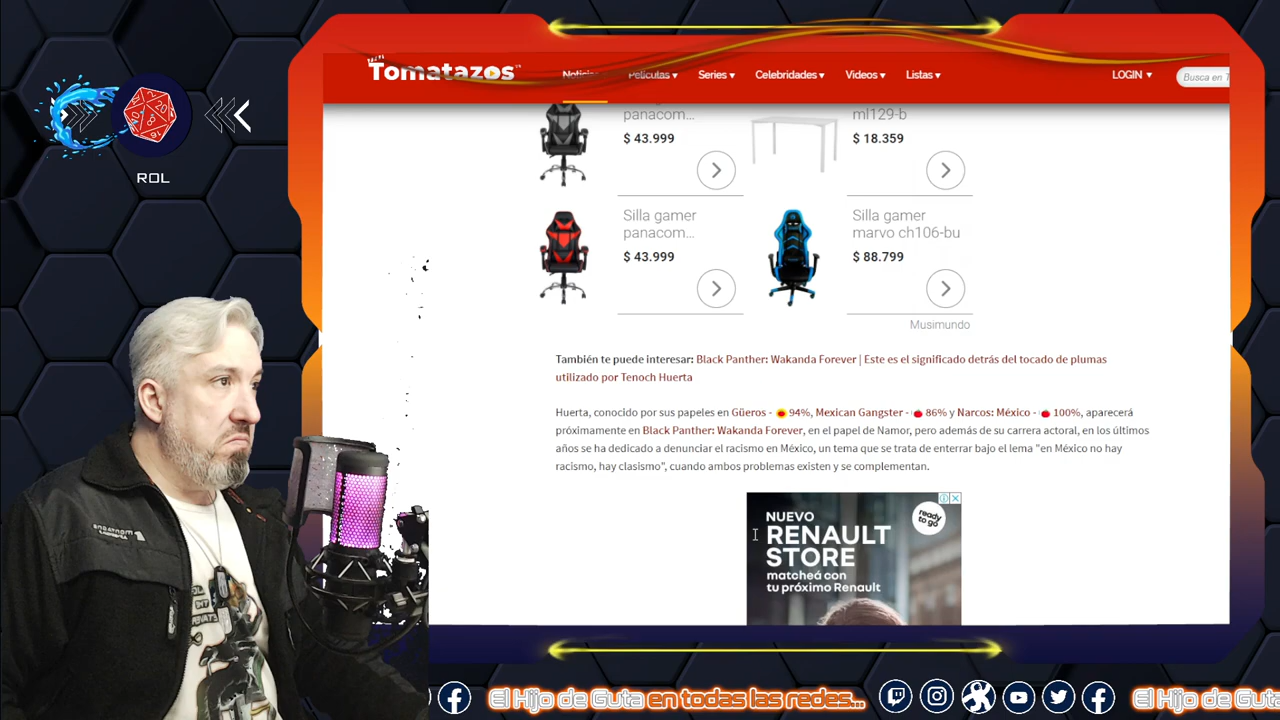 Tomatazos
Noticias
Películas
Series
Celebridades
Videos
Listas
LOGIN
Busca en T
panacom...
$ 43.999
ml129-b
$ 18.359
Silla gamer
panacom...
$ 43.999
Silla gamer
marvo ch106-bu
$ 88.799
Musimundo
ROL
También te puede interesar: Black Panther: Wakanda Forever | Este es el significado detrás del tocado de plumas
utilizado por Tenoch Huerta
Huerta, conocido por sus papeles en Güeros - 94%, Mexican Gangster - 86% y Narcos: México - 100%, aparecerá
próximamente en Black Panther: Wakanda Forever, en el papel de Namor, pero además de su carrera actoral, en los últimos
años se ha dedicado a denunciar el racismo en México, un tema que se trata de enterrar bajo el lema "en México no hay
racismo, hay clasismo", cuando ambos problemas existen y se complementan.
NUEVO
RENAULT
STORE
matcheá con
tu próximo Renault
ready
to go
El Hijo de Guta en todas las redes...
El Hijo de Guta